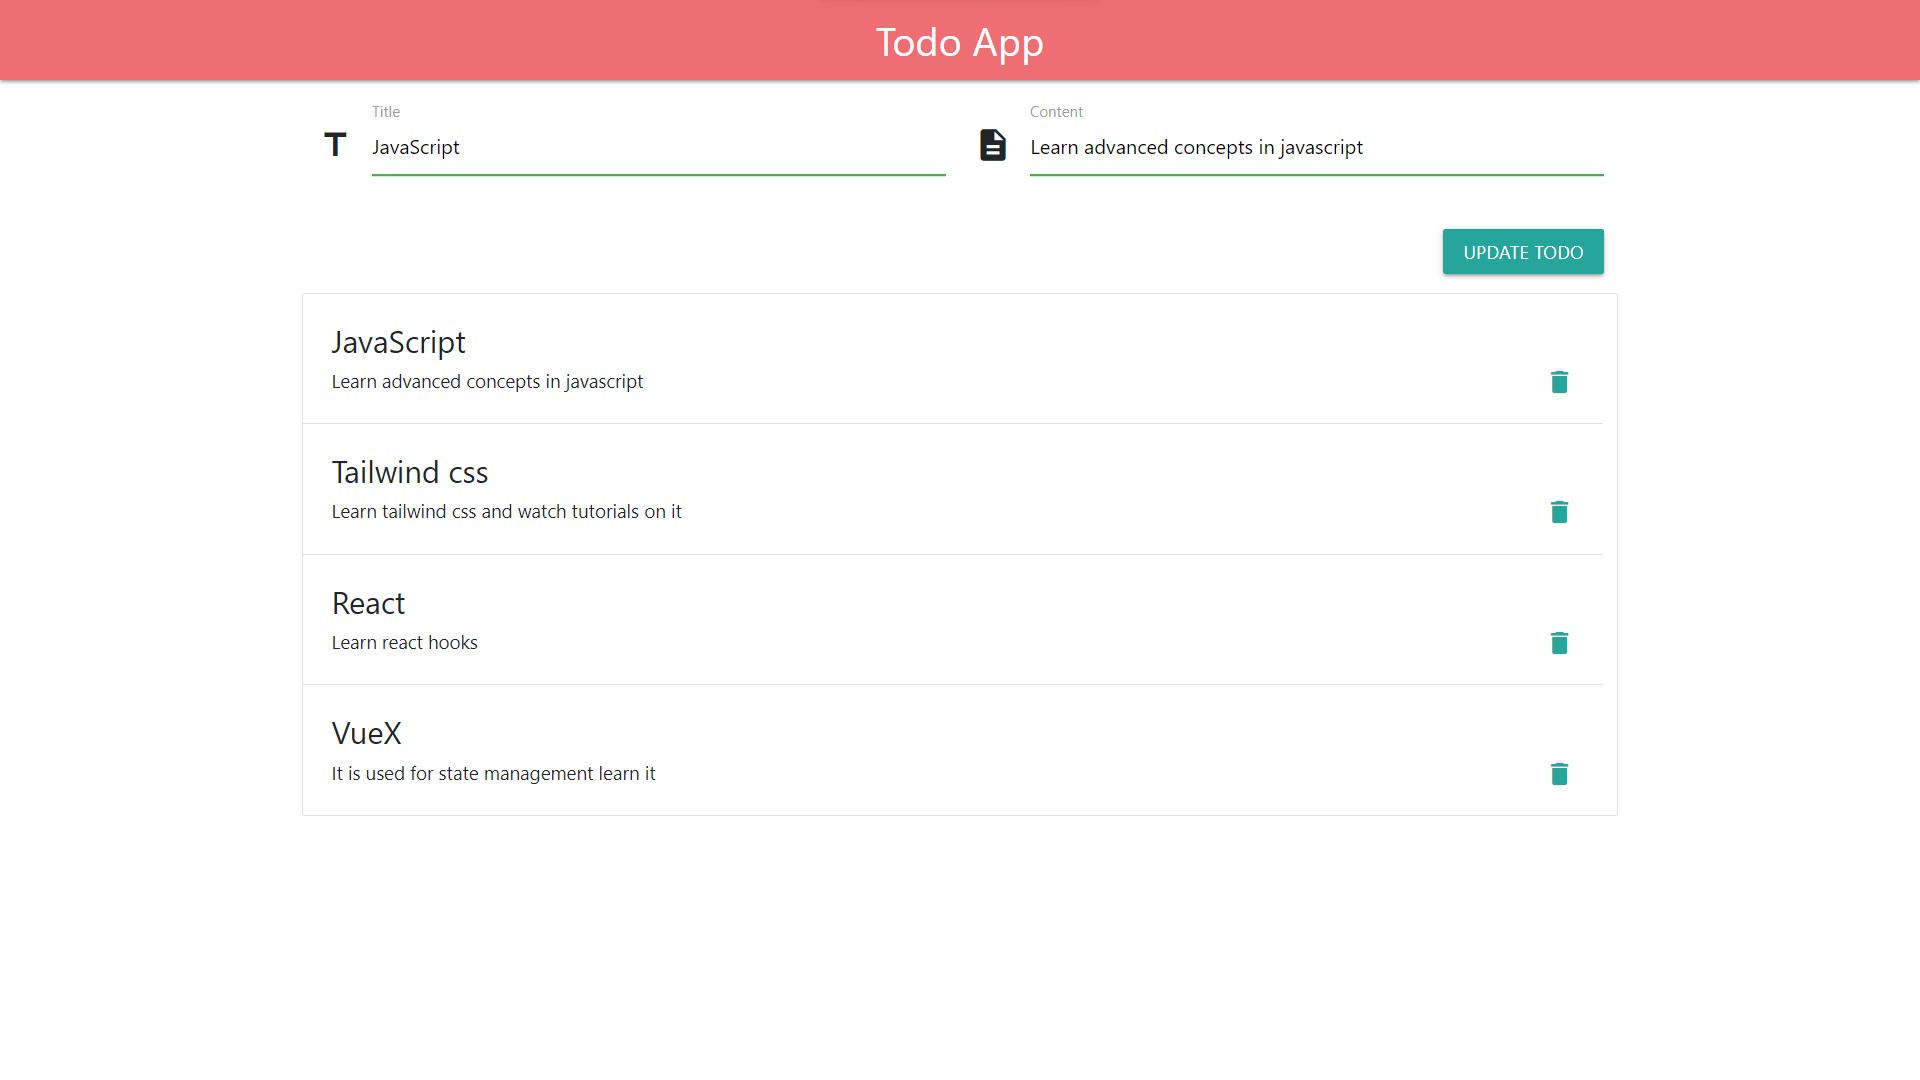 Todo App
Title
JavaScript
Content
Learn advanced concepts in javascript
UPDATE TODO
JavaScript
Learn advanced concepts in javascript
Tailwind css
Learn tailwind css and watch tutorials on it
React
Learn react hooks
VueX
It is used for state management learn it